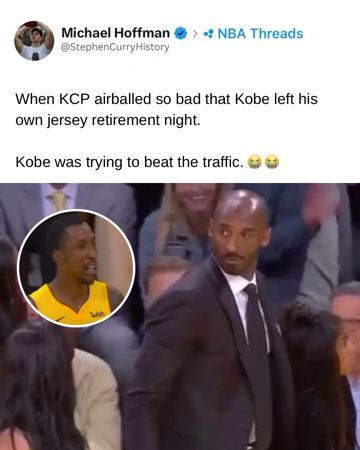 Michael Hoffman > NBA Threads
@StephenCurryHistory
When KCP airballed so bad that Kobe left his
own jersey retirement night.
Kobe was trying to beat the traffic. 😭😭
wish